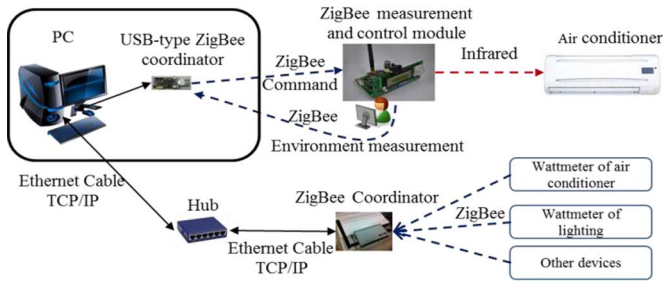 PC
USB-type ZigBee
coordinator
ZigBee measurement
and control module
ZigBee
Command
Infrared
Air conditioner
ZigBee
Environment measurement
Ethernet Cable
TCP/IP
Hub
Ethernet Cable
TCP/IP
ZigBee Coordinator
ZigBee
Wattmeter of air
conditioner
Wattmeter of
lighting
Other devices